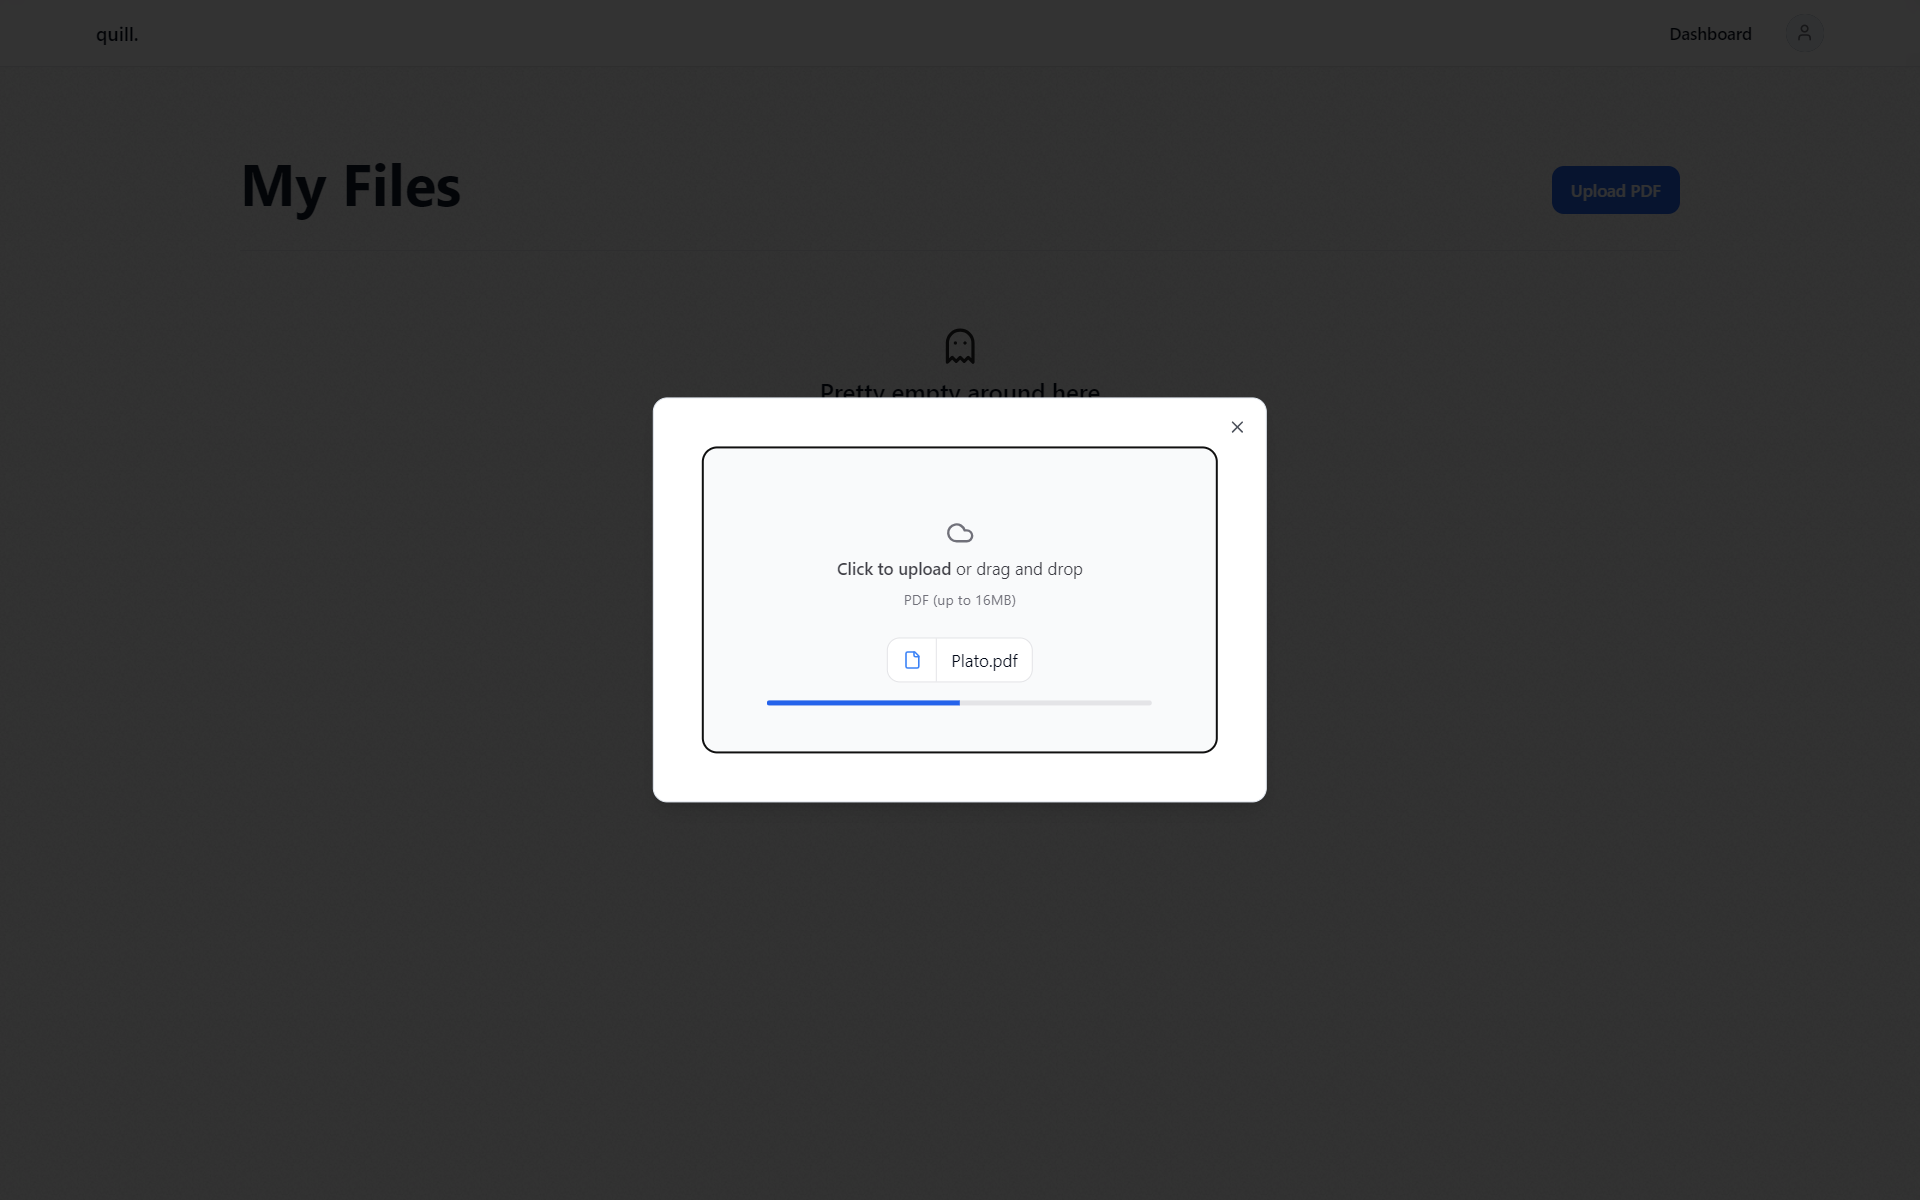 quill.
Dashboard
My Files
Upload PDF
Pretty empty around here
Click to upload or drag and drop
PDF (up to 16MB)
Plato.pdf